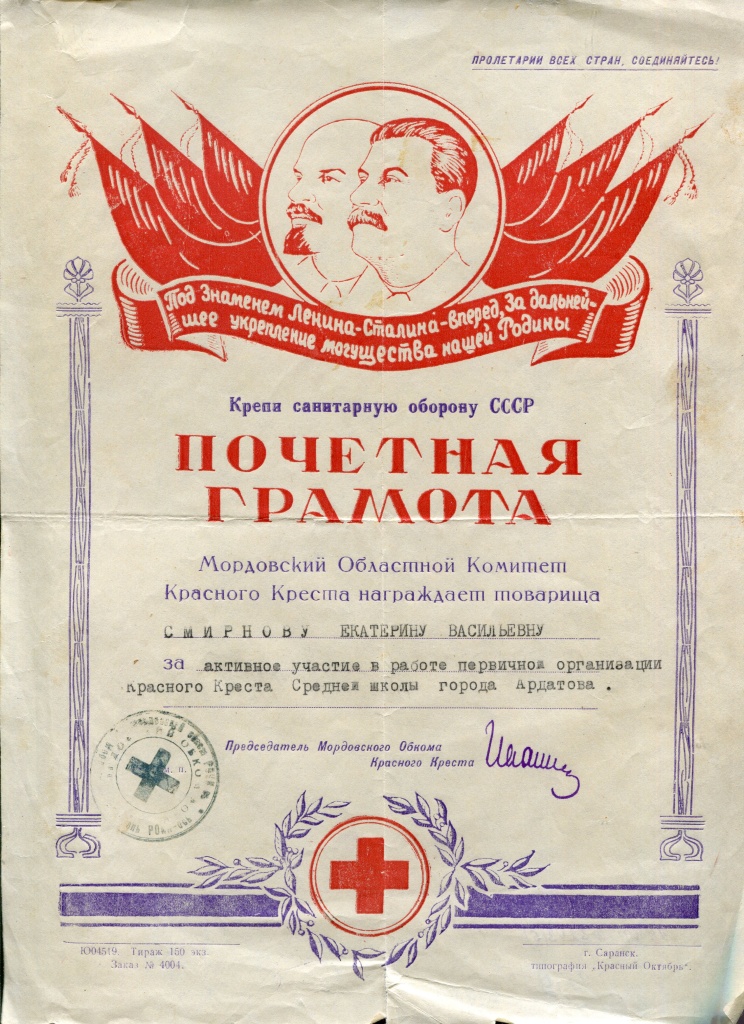 ПРОЛЕТАРИИ ВСЕХ СТРАН, СОЕДИНЯЙТЕСЬ!
Под Знаменем Ленина-Сталина-вперед, За дальней-
шее укрепление могущества нашей Родины
Крепи санитарную оборону СССР
ПОЧЕТНАЯ
ГРАМОТА
Мордовский Областной Комитет
Красного Креста награждает товарища
СМИРНОВУ ЕКАТЕРИНУ ВАСИЛЬЕВНУ
за активное участие в работе первичной организации
Красного Креста Средней школы города Ардатова.
Председатель Мордовского Обкома
Красного Креста
м. п.
Ю04519. Тираж 150 экз.
Заказ № 4004.
г. Саранск.
типография „Красный Октябрь".